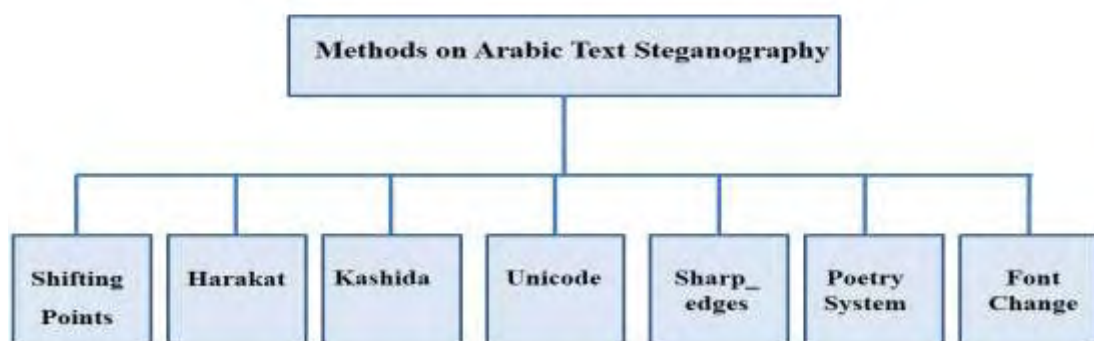 Methods on Arabic Text Steganography
Shifting
Points
Harakat
Kashida
Unicode
Sharp_
edges
Poetry
System
Font
Change